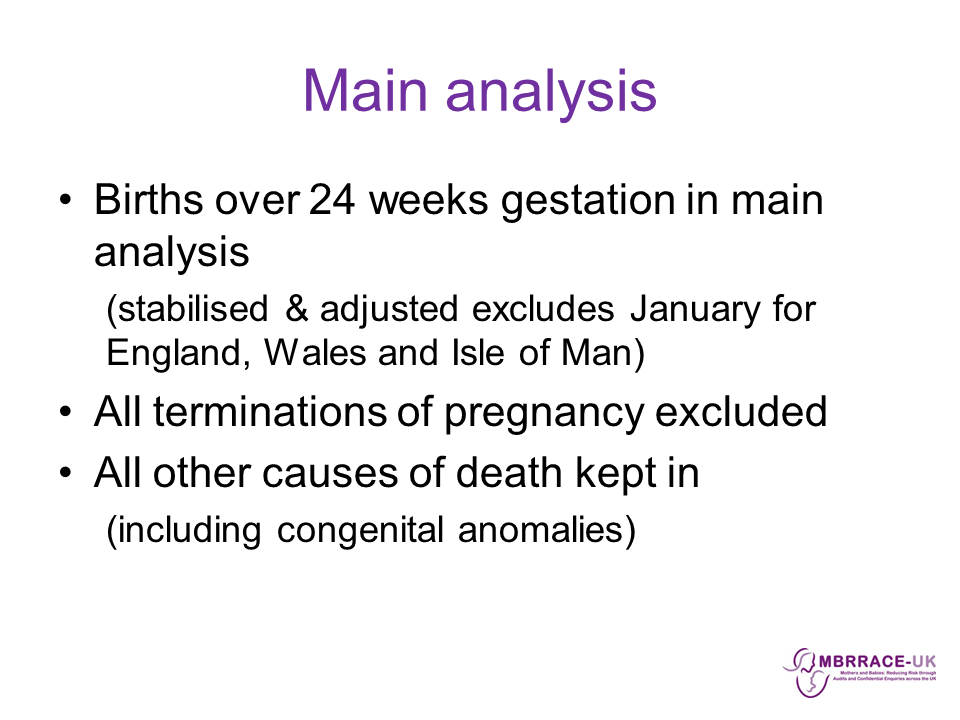 Main analysis
• Births over 24 weeks gestation in main
analysis
(stabilised & adjusted excludes January for
England, Wales and Isle of Man)
• All terminations of pregnancy excluded
• All other causes of death kept in
(including congenital anomalies)
MBRRACE-UK
Mothers and Babies: Reducing Risk through
Audits and Confidential Enquiries across the UK